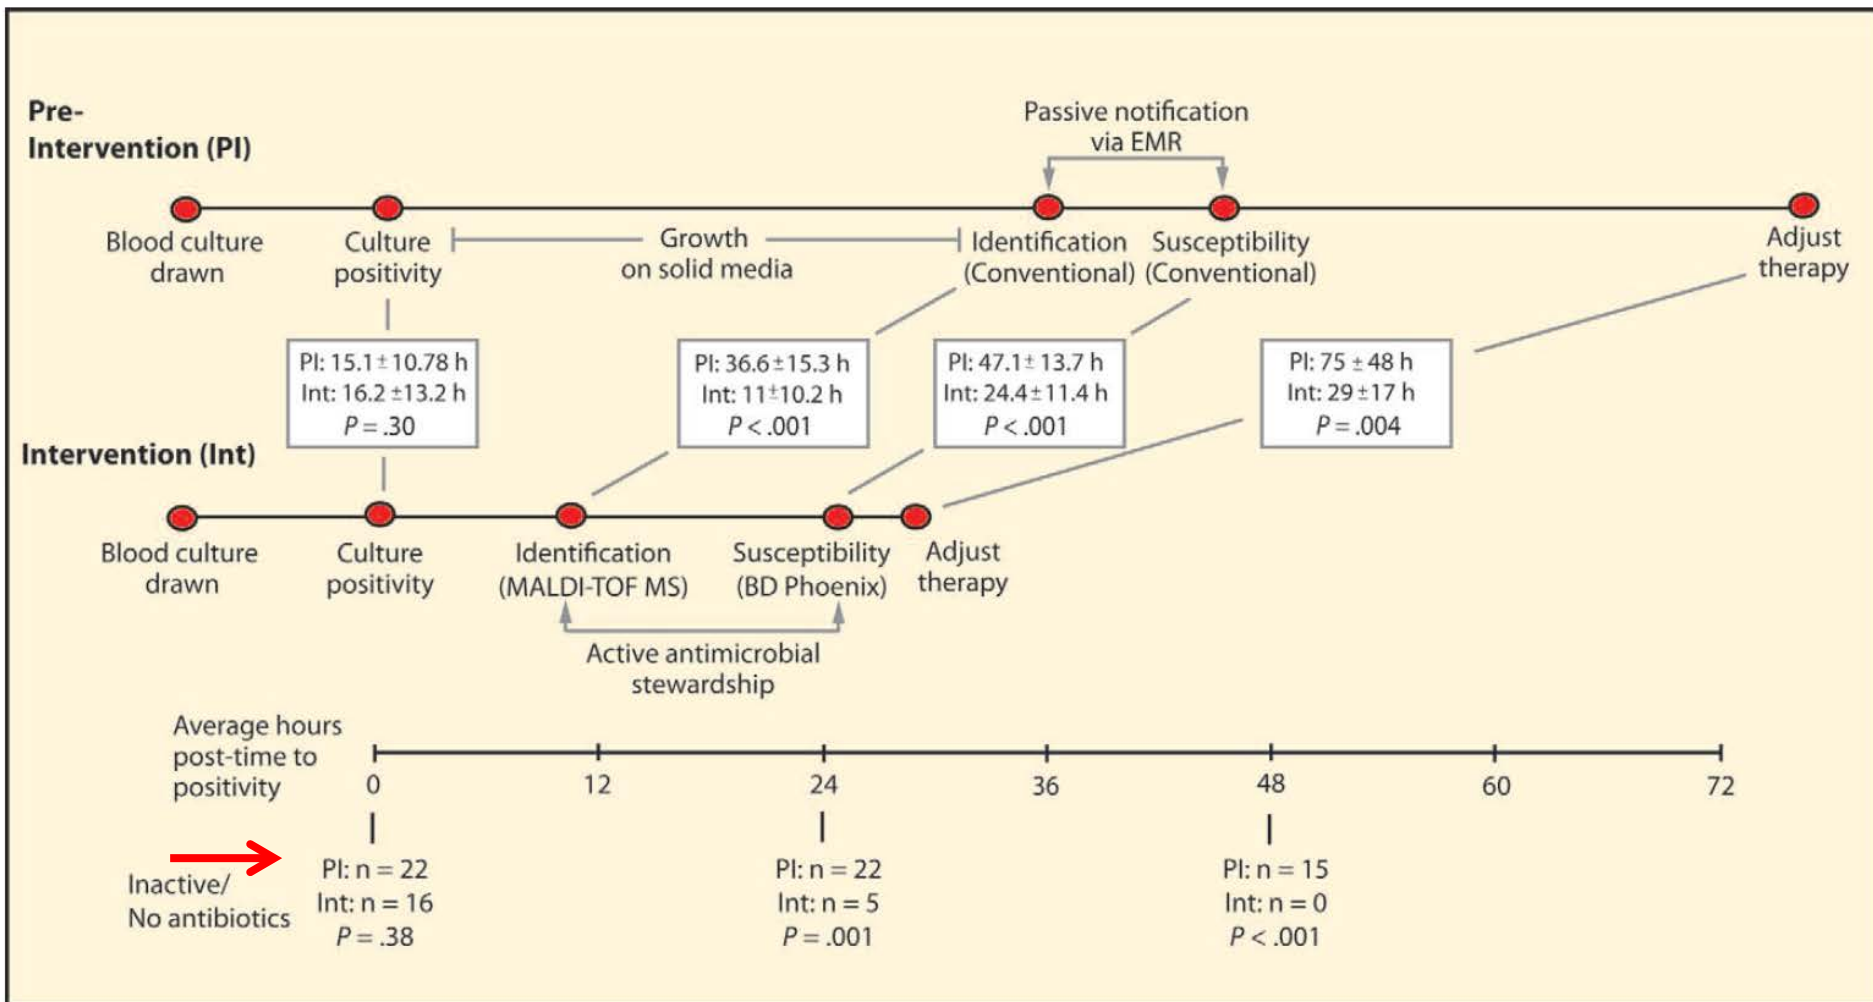 Pre-
Intervention (PI)
Passive notification
via EMR
Blood culture
drawn
Culture
positivity
Growth
on solid media
Identification
(Conventional)
Susceptibility
(Conventional)
Adjust
therapy
PI: 15.1±10.78 h
Int: 16.2±13.2 h
P = .30
PI: 36.6±15.3 h
Int: 11±10.2 h
P < .001
PI: 47.1± 13.7 h
Int: 24.4±11.4 h
P < .001
PI: 75 ± 48 h
Int: 29 ±17 h
P = .004
Intervention (Int)
Blood culture
drawn
Culture
positivity
Identification
(MALDI-TOF MS)
Susceptibility
(BD Phoenix)
Adjust
therapy
Active antimicrobial
stewardship
Average hours
post-time to
positivity
0 12 24 36 48 60 72
Inactive/
No antibiotics
PI: n = 22
Int: n = 16
P = .38
PI: n = 22
Int: n = 5
P = .001
PI: n = 15
Int: n = 0
P < .001